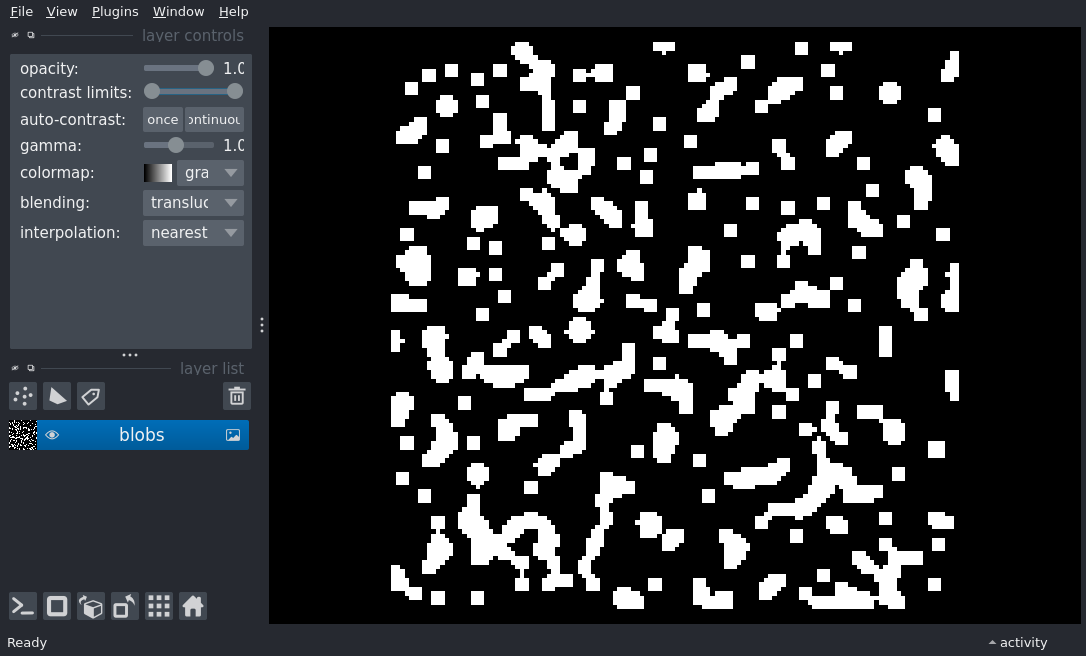 File View Plugins Window Help
layer controls
opacity: 1.0
contrast limits:
auto-contrast: once ontinuou
gamma: 1.0
colormap: gra
blending: transluc
interpolation: nearest
layer list
blobs
Ready
activity